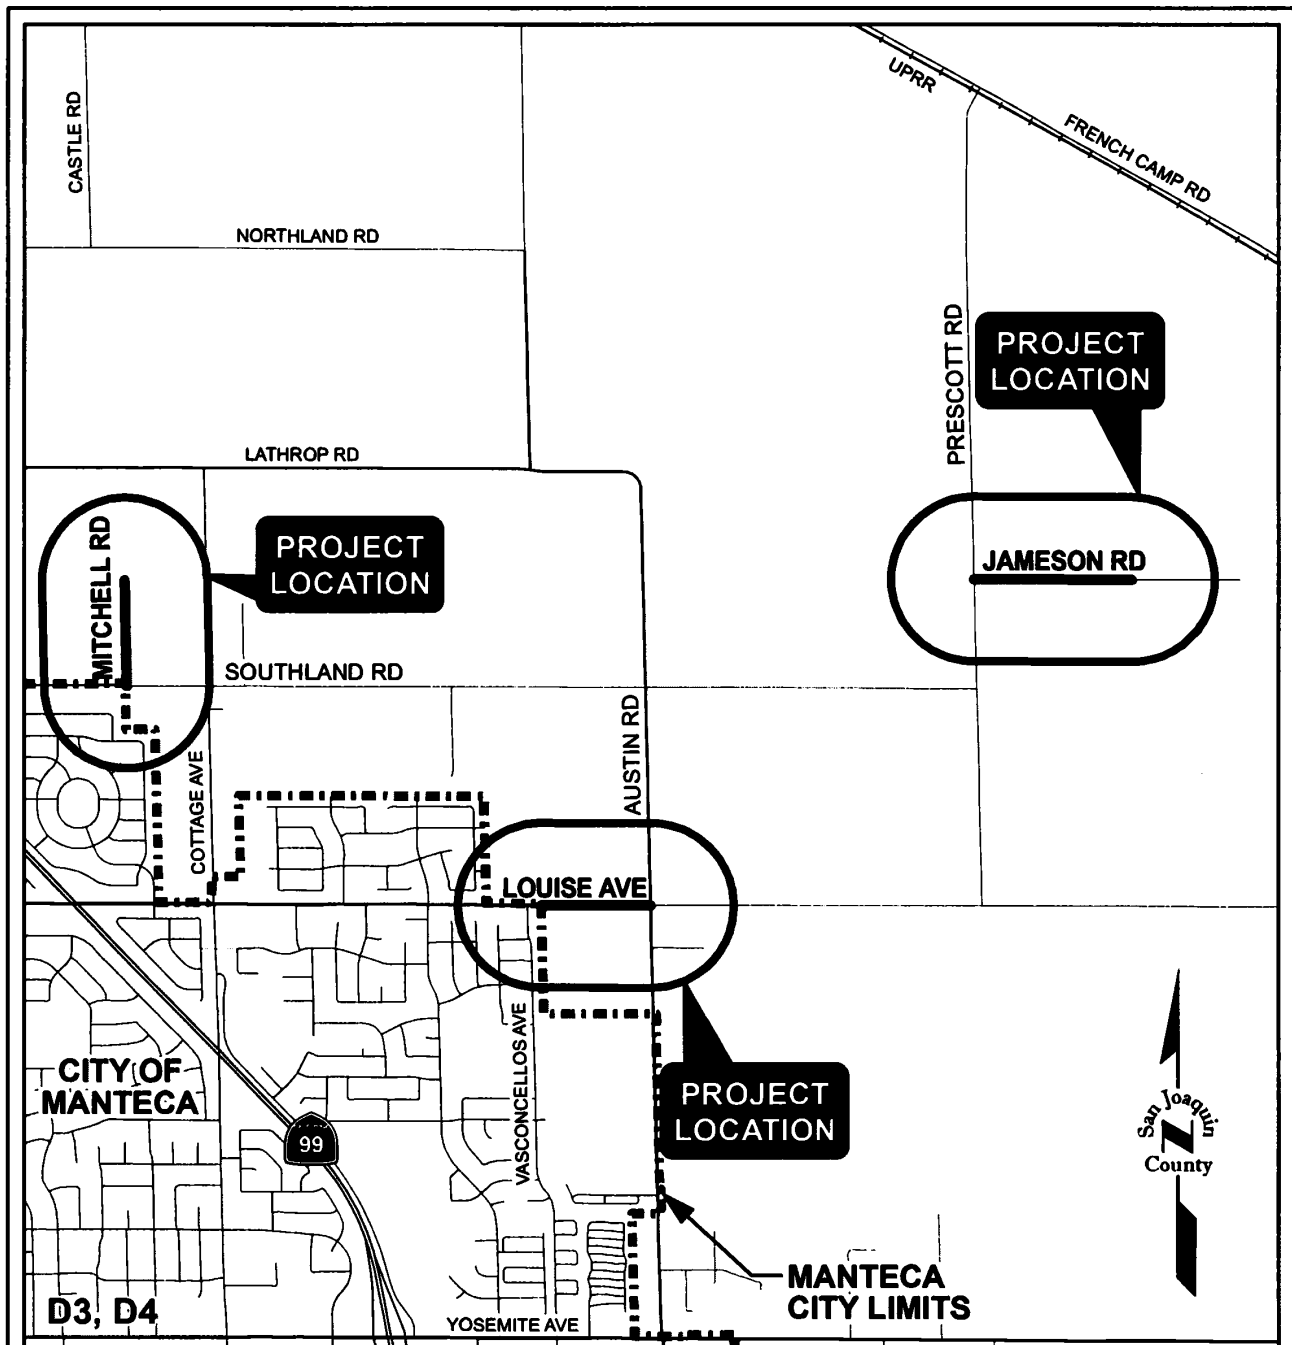 UPRR
CASTLE RD
FRENCH CAMP RD
NORTHLAND RD
PRESCOTT RD
PROJECT
LOCATION
LATHROP RD
MITCHELL RD
PROJECT
LOCATION
JAMESON RD
SOUTHLAND RD
AUSTIN RD
COTTAGE AVE
LOUISE AVE
VASCONCELLOS AVE
CITY OF
MANTECA
PROJECT
LOCATION
99
San Joaquin
County
MANTECA
CITY LIMITS
D3, D4
YOSEMITE AVE